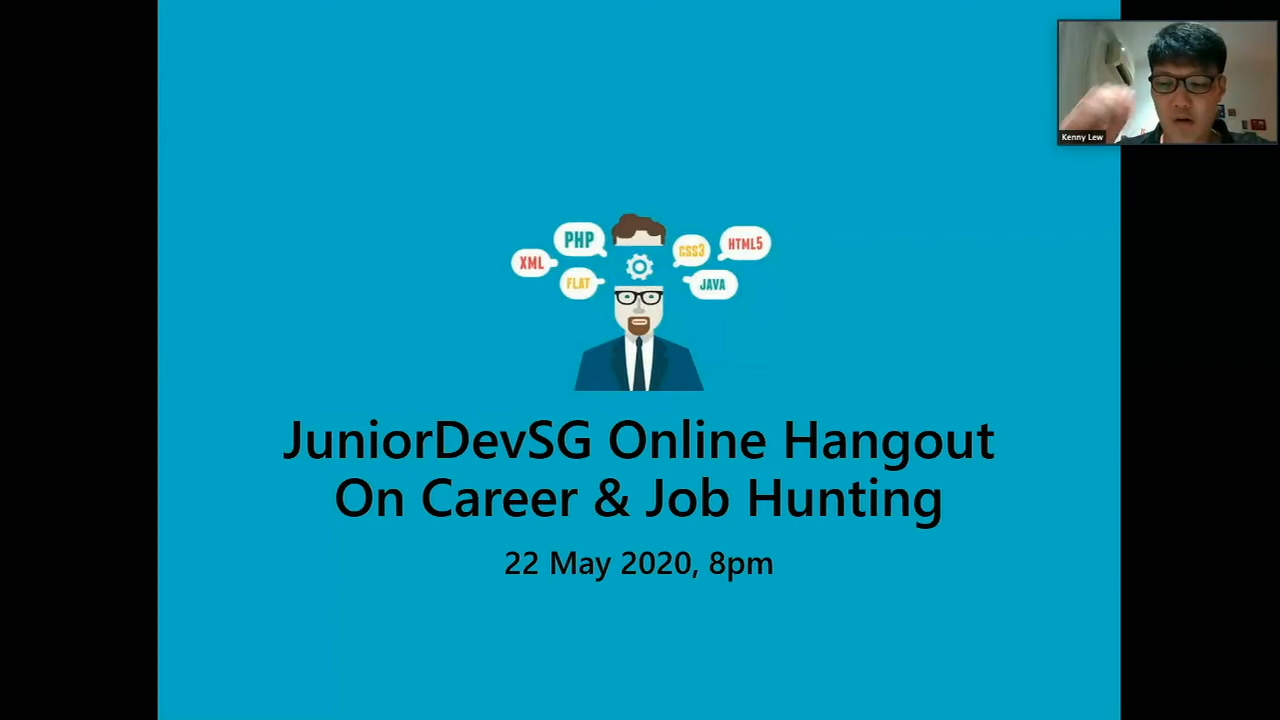 Kenny Lew
PHP
CSS3
HTML5
XML
FLAT
JAVA
JuniorDevSG Online Hangout
On Career & Job Hunting
22 May 2020, 8pm